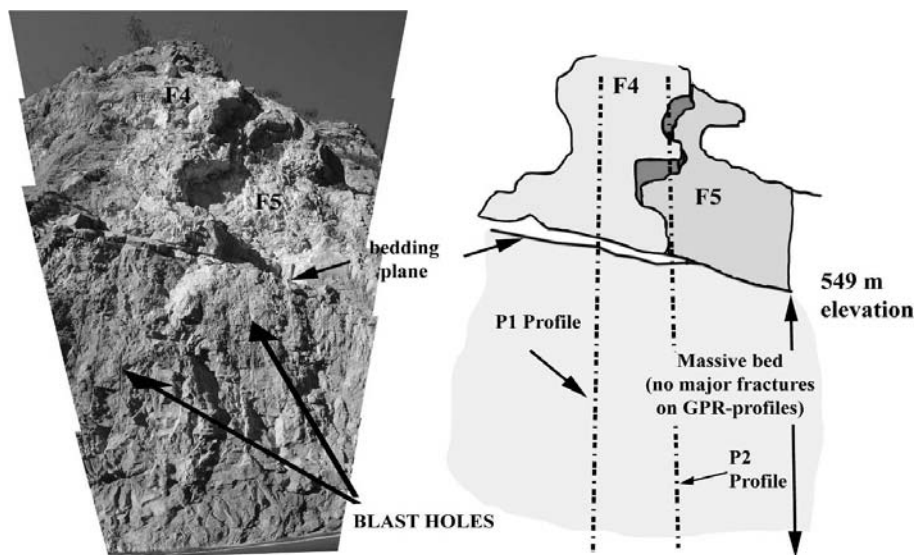 F4
F5
bedding
plane
BLAST HOLES
F4
F5
549 m
elevation
P1 Profile
Massive bed
(no major fractures
on GPR-profiles)
P2
Profile